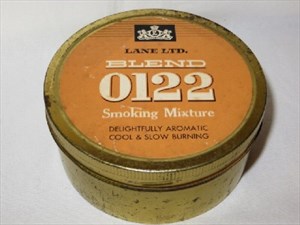 LANE LTD.
BLEND
0122
Smoking Mixture
DELIGHTFULLY AROMATIC
COOL & SLOW BURNING